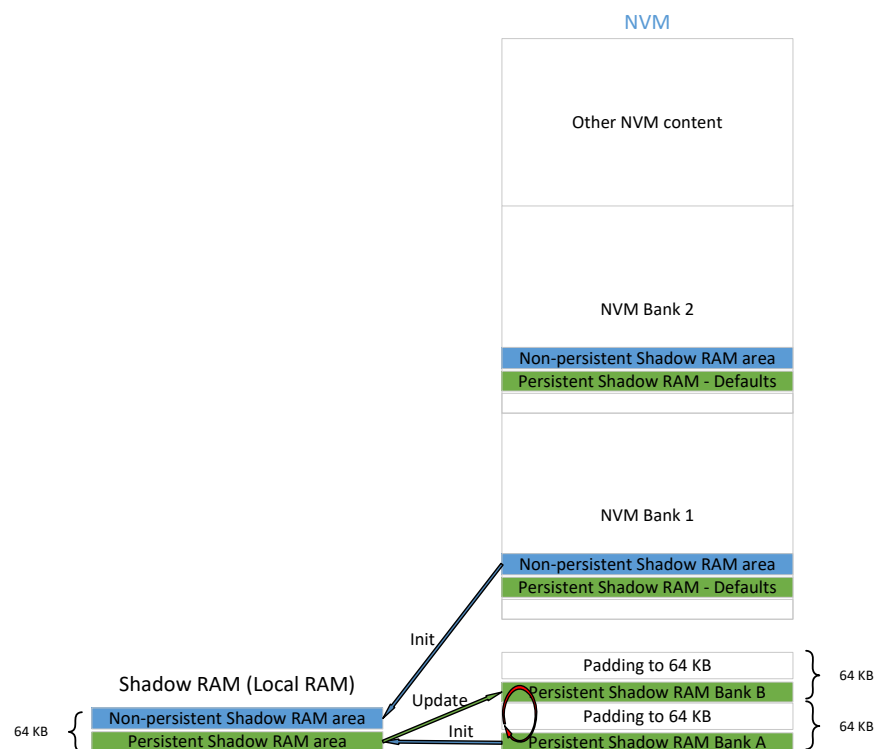 NVM
Other NVM content
NVM Bank 2
Non-persistent Shadow RAM area
Persistent Shadow RAM - Defaults
NVM Bank 1
Non-persistent Shadow RAM area
Persistent Shadow RAM - Defaults
Init
Padding to 64 KB
64 KB
Shadow RAM (Local RAM)
Update
Persistent Shadow RAM Bank B
Non-persistent Shadow RAM area
Padding to 64 KB
64 KB
Init
64 KB
Persistent Shadow RAM area
Persistent Shadow RAM Bank A